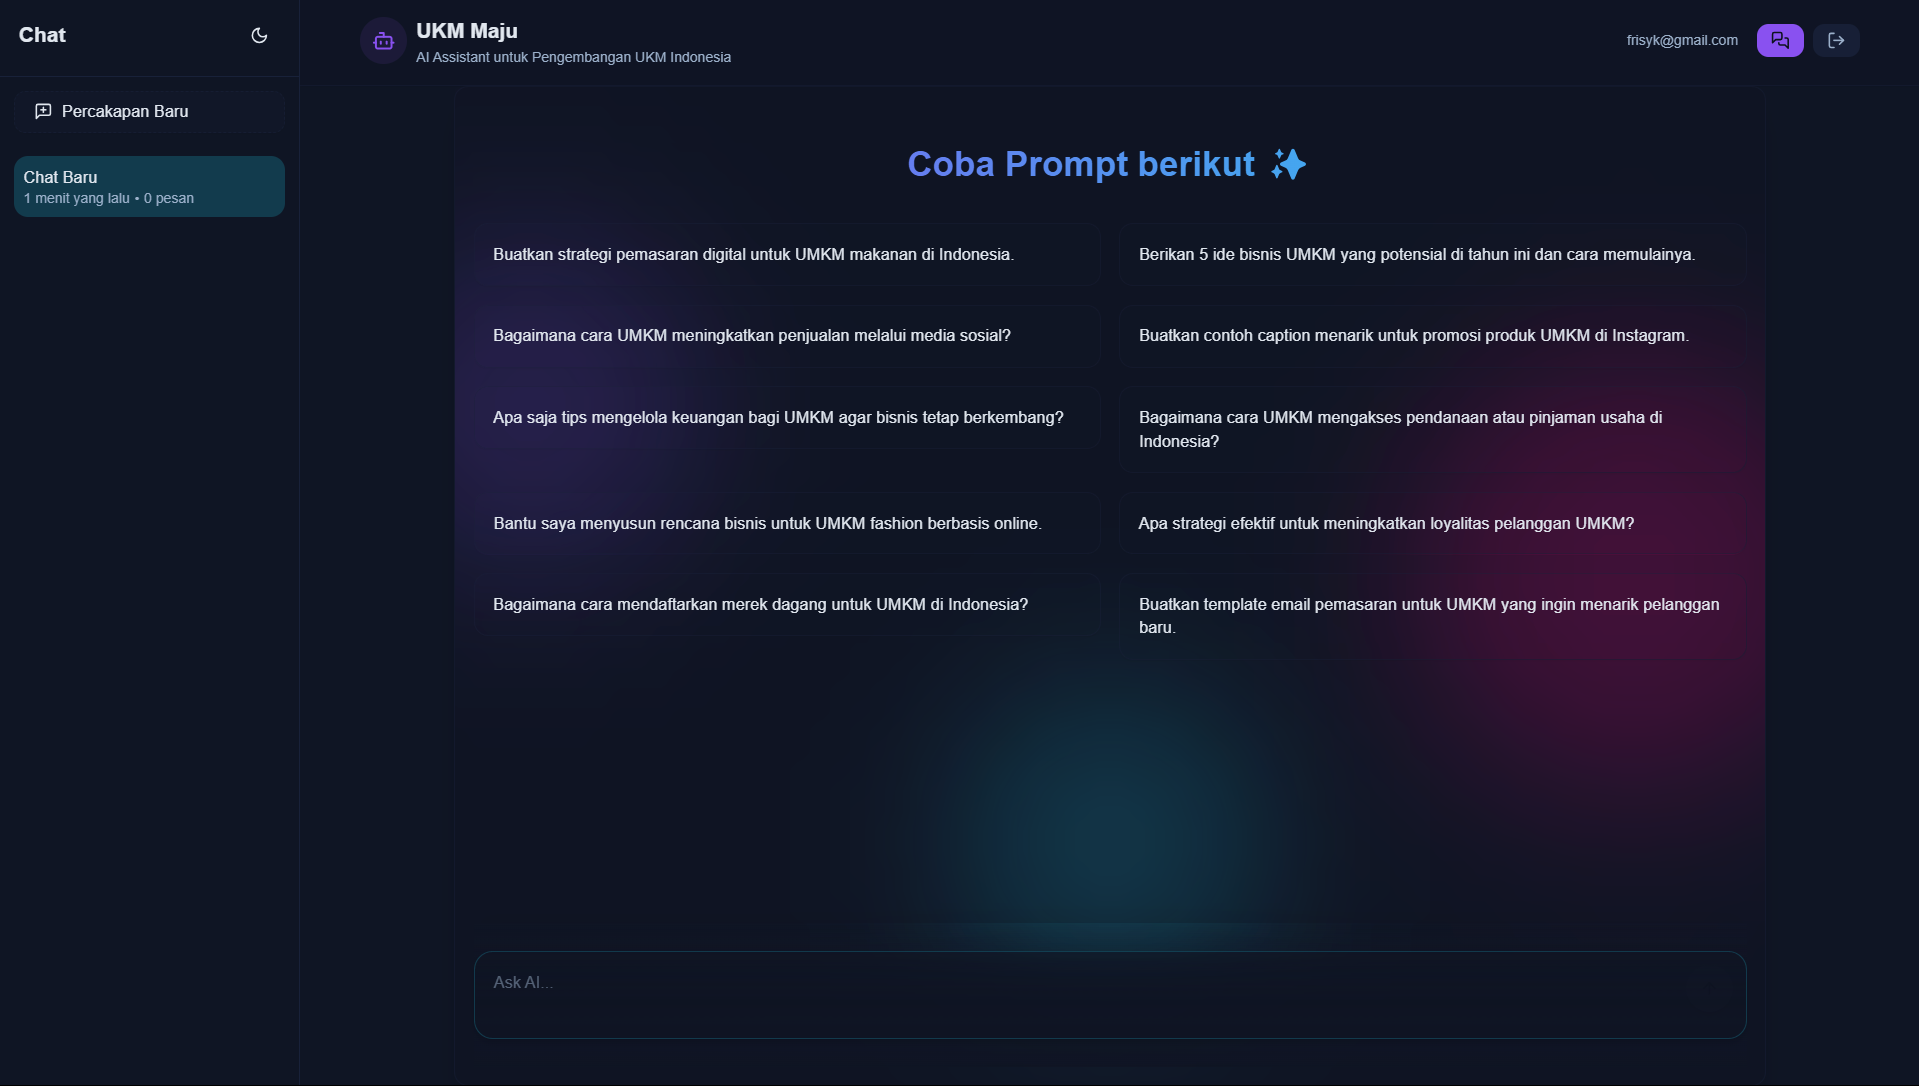 Chat
Percakapan Baru
Chat Baru
1 menit yang lalu • 0 pesan
UKM Maju
AI Assistant untuk Pengembangan UKM Indonesia
frisyk@gmail.com
Coba Prompt berikut ✨
Buatkan strategi pemasaran digital untuk UMKM makanan di Indonesia.
Berikan 5 ide bisnis UMKM yang potensial di tahun ini dan cara memulainya.
Bagaimana cara UMKM meningkatkan penjualan melalui media sosial?
Buatkan contoh caption menarik untuk promosi produk UMKM di Instagram.
Apa saja tips mengelola keuangan bagi UMKM agar bisnis tetap berkembang?
Bagaimana cara UMKM mengakses pendanaan atau pinjaman usaha di
Indonesia?
Bantu saya menyusun rencana bisnis untuk UMKM fashion berbasis online.
Apa strategi efektif untuk meningkatkan loyalitas pelanggan UMKM?
Bagaimana cara mendaftarkan merek dagang untuk UMKM di Indonesia?
Buatkan template email pemasaran untuk UMKM yang ingin menarik pelanggan
baru.
Ask AI...